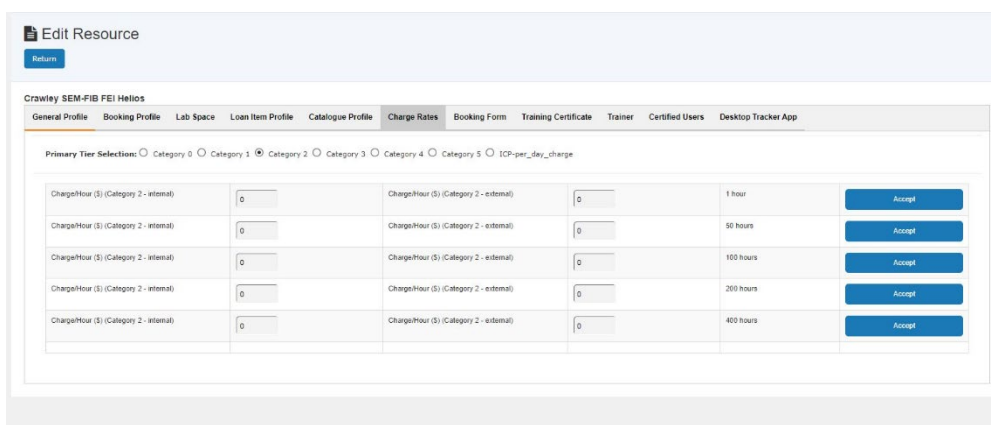 Edit Resource
Return
Crawley SEM-FIB FEI Helios
General Profile Booking Profile Lab Space Loan Item Profile Catalogue Profile Charge Rates Booking Form Training Certificate Trainer Certified Users Desktop Tracker App
Primary Tier Selection: Category 0 Category 1 Category 2 Category 3 Category 4 Category 5 ICP-per_day_charge
Charge/Hour ($) (Category 2 - internal) 0 Charge/Hour ($) (Category 2 - external) 0 1 hour Accept
Charge/Hour ($) (Category 2 - internal) 0 Charge/Hour ($) (Category 2 - external) 0 50 hours Accept
Charge/Hour ($) (Category 2 - internal) 0 Charge/Hour ($) (Category 2 - external) 0 100 hours Accept
Charge/Hour ($) (Category 2 - internal) 0 Charge/Hour ($) (Category 2 - external) 0 200 hours Accept
Charge/Hour ($) (Category 2 - internal) 0 Charge/Hour ($) (Category 2 - external) 0 400 hours Accept